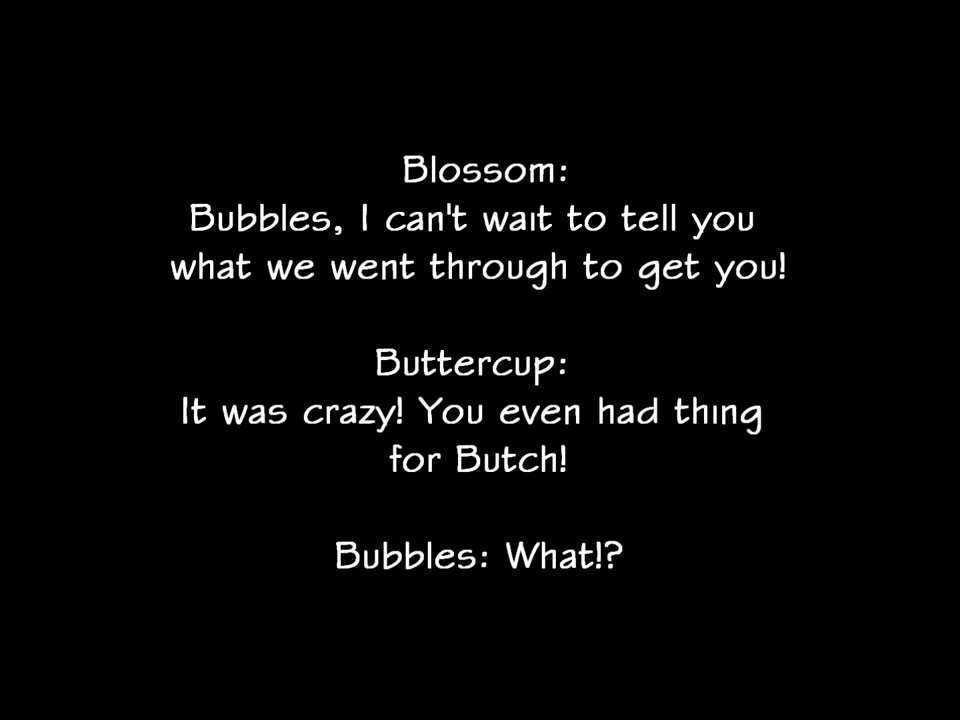 Blossom:
Bubbles, I can't wait to tell you
what we went through to get you!
Buttercup:
It was crazy! You even had thing
for Butch!
Bubbles: What!?